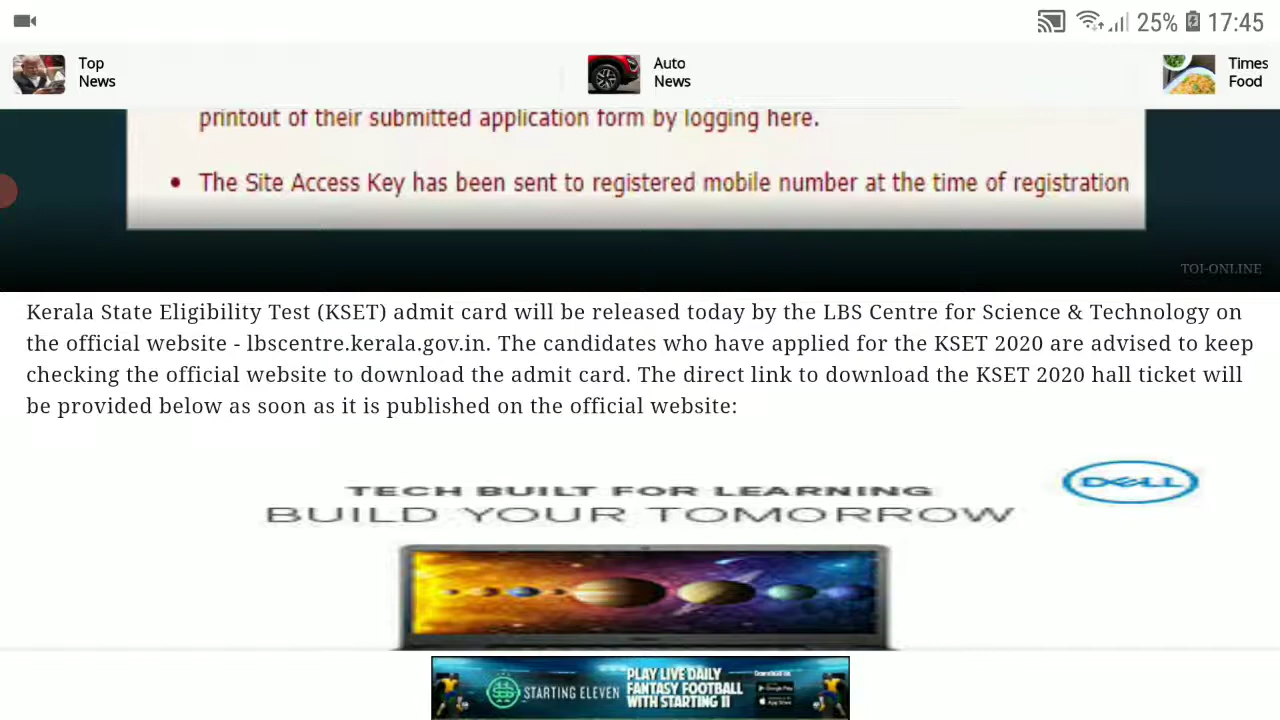 25% 17:45
Top
News
Auto
News
Times
Food
printout of their submitted application form by logging here.
• The Site Access Key has been sent to registered mobile number at the time of registration
TOI-ONLINE
Kerala State Eligibility Test (KSET) admit card will be released today by the LBS Centre for Science & Technology on
the official website - lbscentre.kerala.gov.in. The candidates who have applied for the KSET 2020 are advised to keep
checking the official website to download the admit card. The direct link to download the KSET 2020 hall ticket will
be provided below as soon as it is published on the official website:
TECH BUILT FOR LEARNING
BUILD YOUR TOMORROW
DELL
STARTING ELEVEN
PLAY LIVE DAILY
FANTASY FOOTBALL
WITH STARTING 11
Google Play
App Store